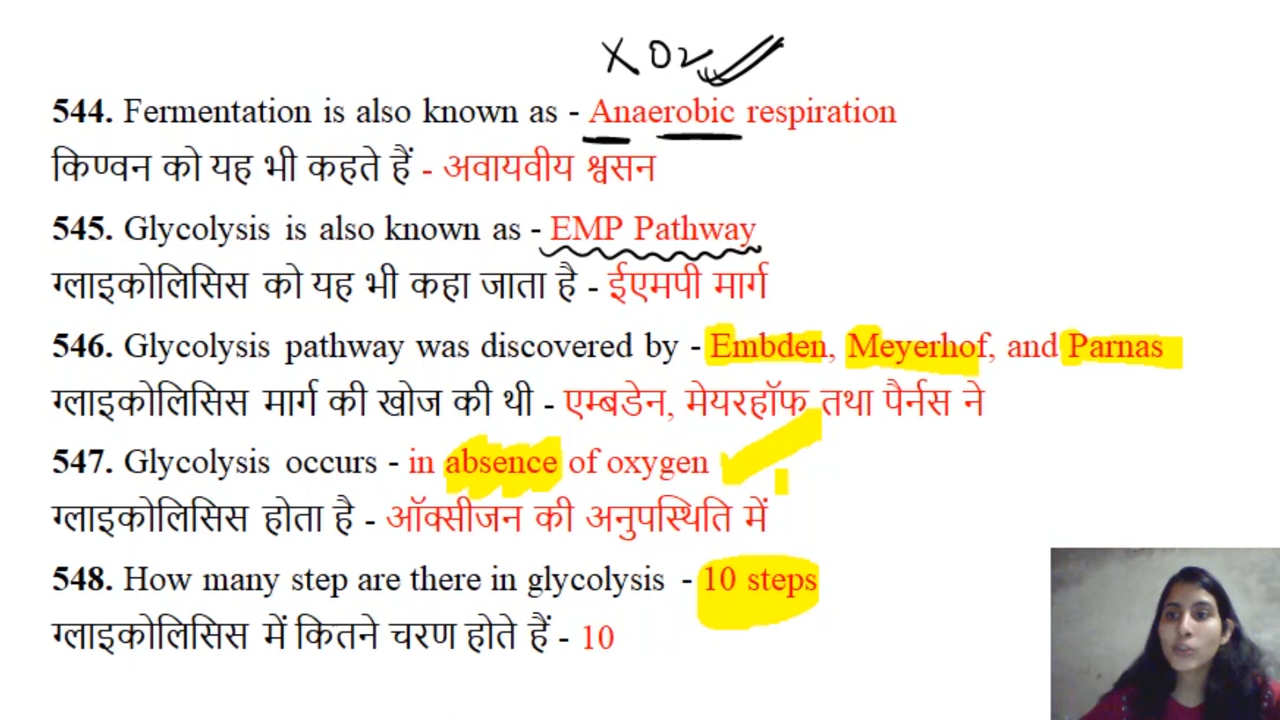 X O2
544. Fermentation is also known as - Anaerobic respiration
किण्वन को यह भी कहते हैं - अवायवीय श्वसन
545. Glycolysis is also known as - EMP Pathway
ग्लाइकोलिसिस को यह भी कहा जाता है - ईएमपी मार्ग
546. Glycolysis pathway was discovered by - Embden, Meyerhof, and Parnas
ग्लाइकोलिसिस मार्ग की खोज की थी - एम्बडेन, मेयरहॉफ तथा पैर्नस ने
547. Glycolysis occurs - in absence of oxygen
ग्लाइकोलिसिस होता है - ऑक्सीजन की अनुपस्थिति में
548. How many step are there in glycolysis - 10 steps
ग्लाइकोलिसिस में कितने चरण होते हैं - 10